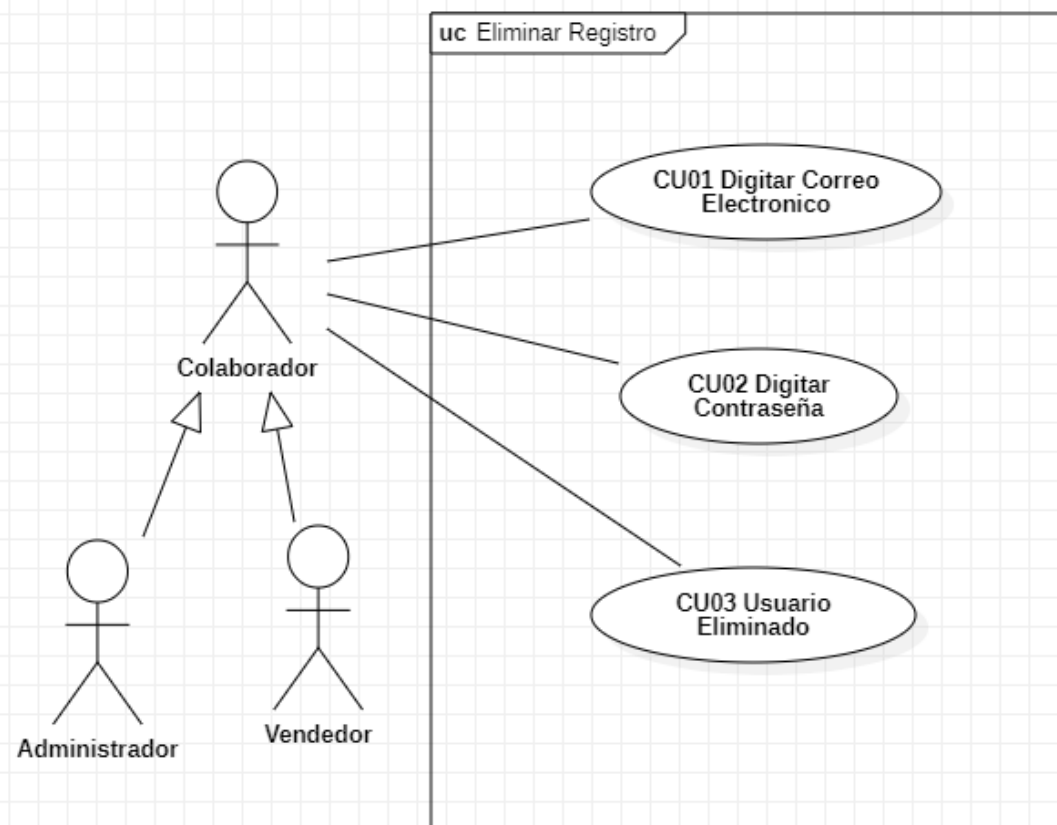 uc Eliminar Registro
CU01 Digitar Correo
Electronico
Colaborador
CU02 Digitar
Contraseña
CU03 Usuario
Eliminado
Administrador
Vendedor